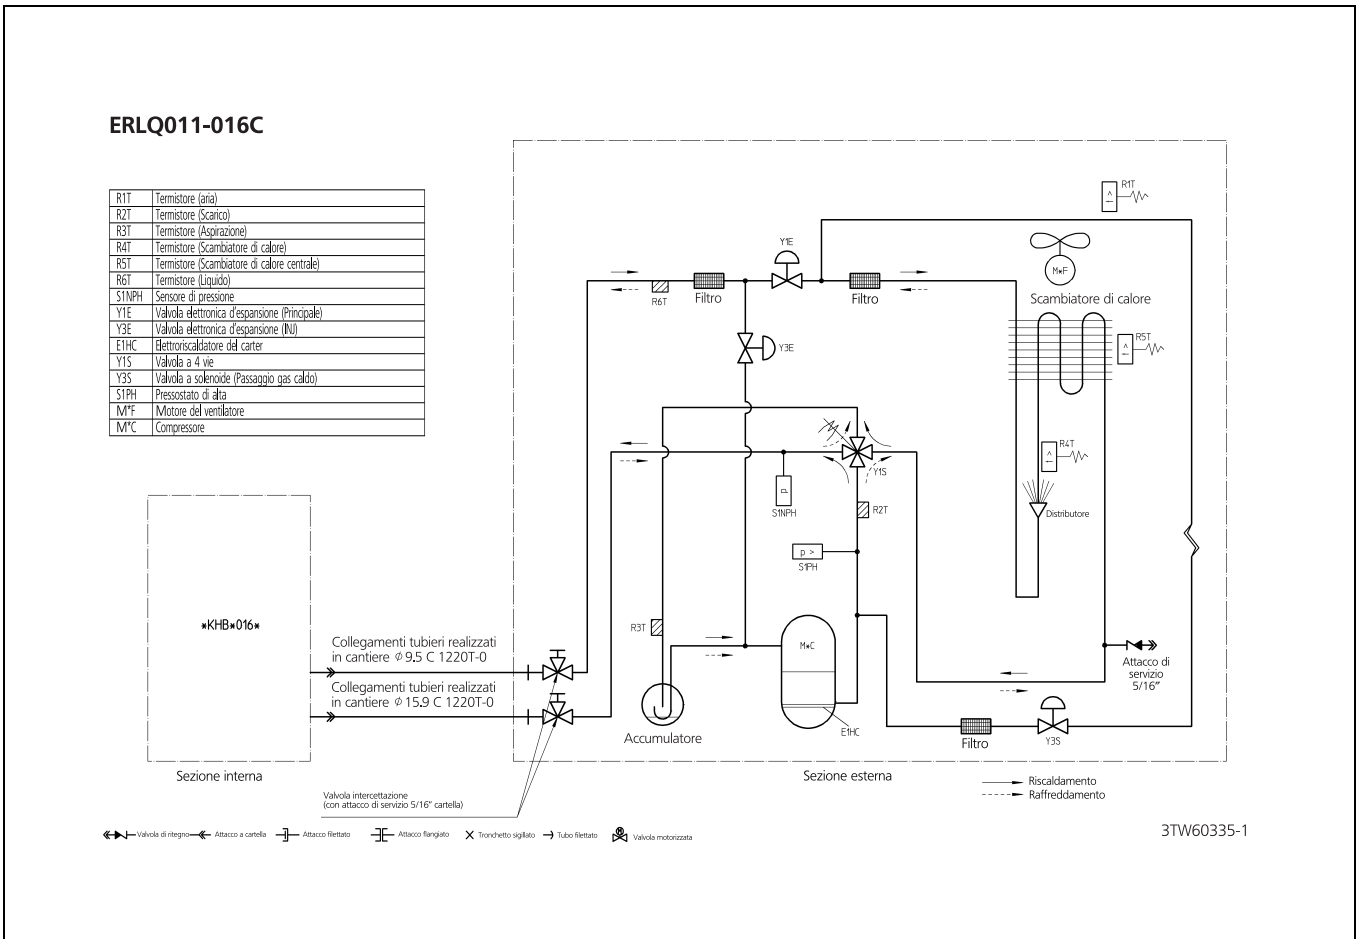 ERLQ011-016C
R1T Termistore (aria)
R2T Termistore (Scarico)
R3T Termistore (Aspirazione)
R4T Termistore (Scambiatore di calore)
R5T Termistore (Scambiatore di calore centrale)
R6T Termistore (Liquido)
S1NPH Sensore di pressione
Y1E Valvola elettronica d'espansione (Principale)
Y3E Valvola elettronica d'espansione (INJ)
E1HC Elettroriscaldatore del carter
Y1S Valvola a 4 vie
Y3S Valvola a solenoide (Passaggio gas caldo)
S1PH Pressostato di alta
M*F Motore del ventilatore
M*C Compressore
R1T
Y1E
M*F
R6T
Filtro
Filtro
Scambiatore di calore
Y3E
R5T
R4T
Y1S
p
S1NPH
R2T
Distributore
p >
S1PH
*KHB*016*
R3T
M*C
Collegamenti tubieri realizzati
in cantiere ϕ 9.5 C 1220T-0
Collegamenti tubieri realizzati
in cantiere ϕ 15.9 C 1220T-0
Attacco di
servizio
5/16"
Accumulatore
E1HC
Filtro
Y3S
Sezione interna
Sezione esterna
Riscaldamento
Raffreddamento
Valvola intercettazione
(con attacco di servizio 5/16" cartella)
Valvola di ritegno
Attacco a cartella
Attacco filettato
Attacco flangiato
Tronchetto sigillato
Tubo filettato
M
Valvola motorizzata
3TW60335-1